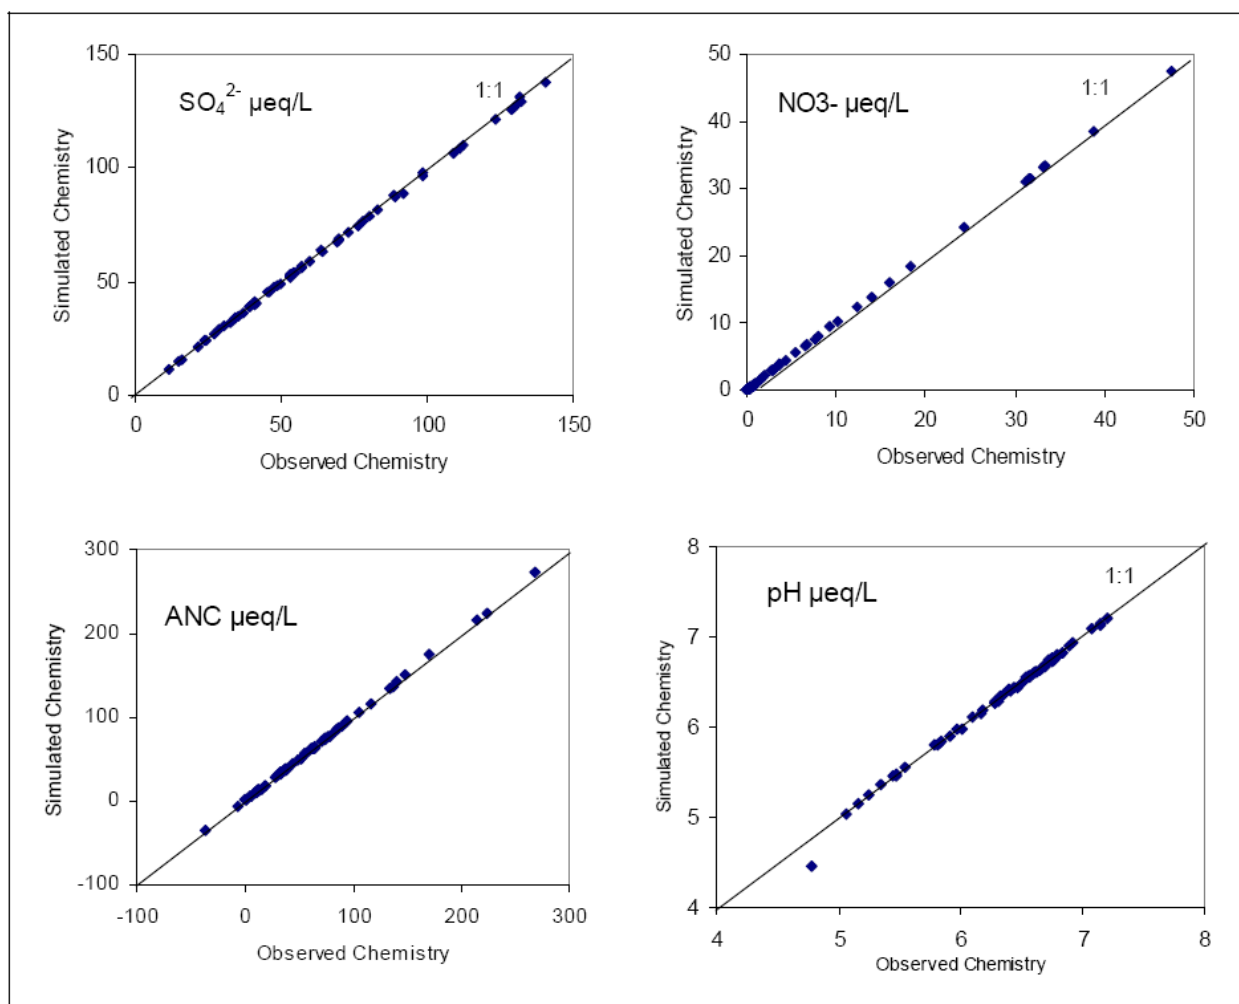 150
100
50
0
Simulated Chemistry
SO₄²⁻ µeq/L
1:1
0 50 100 150
Observed Chemistry
50
40
30
20
10
0
Simulated Chemistry
NO3- µeq/L
1:1
0 10 20 30 40 50
Observed Chemistry
300
200
100
0
-100
Simulated Chemistry
ANC µeq/L
-100 0 100 200 300
Observed Chemistry
8
7
6
5
4
Simulated Chemistry
pH µeq/L
1:1
4 5 6 7 8
Observed Chemistry